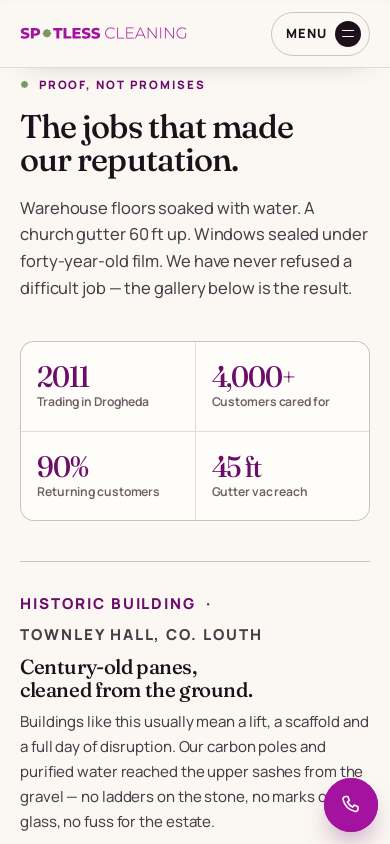 SPOTLESS CLEANING
MENU
PROOF, NOT PROMISES
The jobs that made
our reputation.
Warehouse floors soaked with water. A
church gutter 60 ft up. Windows sealed under
forty-year-old film. We have never refused a
difficult job — the gallery below is the result.
2011
Trading in Drogheda
4,000+
Customers cared for
90%
Returning customers
45 ft
Gutter vac reach
HISTORIC BUILDING ·
TOWNLEY HALL, CO. LOUTH
Century-old panes,
cleaned from the ground.
Buildings like this usually mean a lift, a scaffold and
a full day of disruption. Our carbon poles and
purified water reached the upper sashes from the
gravel — no ladders on the stone, no marks
glass, no fuss for the estate.